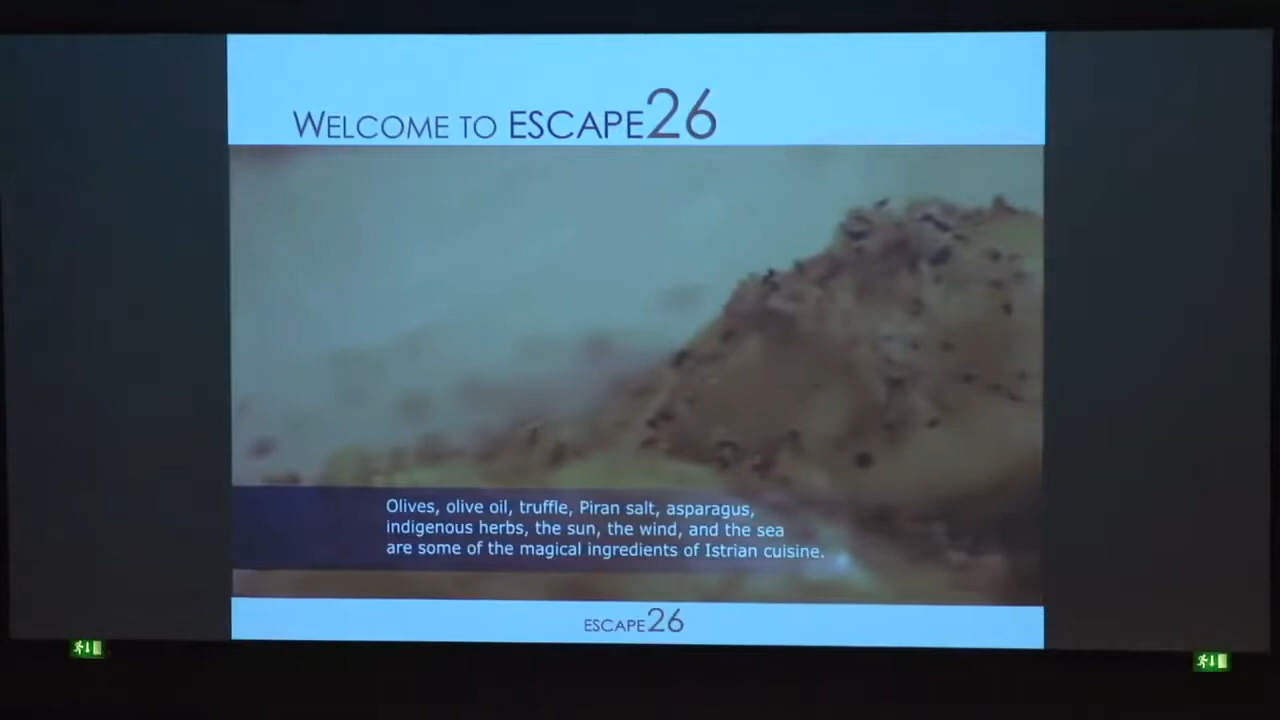 WELCOME TO ESCAPE26
Olives, olive oil, truffle, Piran salt, asparagus,
indigenous herbs, the sun, the wind, and the sea
are some of the magical ingredients of Istrian cuisine.
ESCAPE26